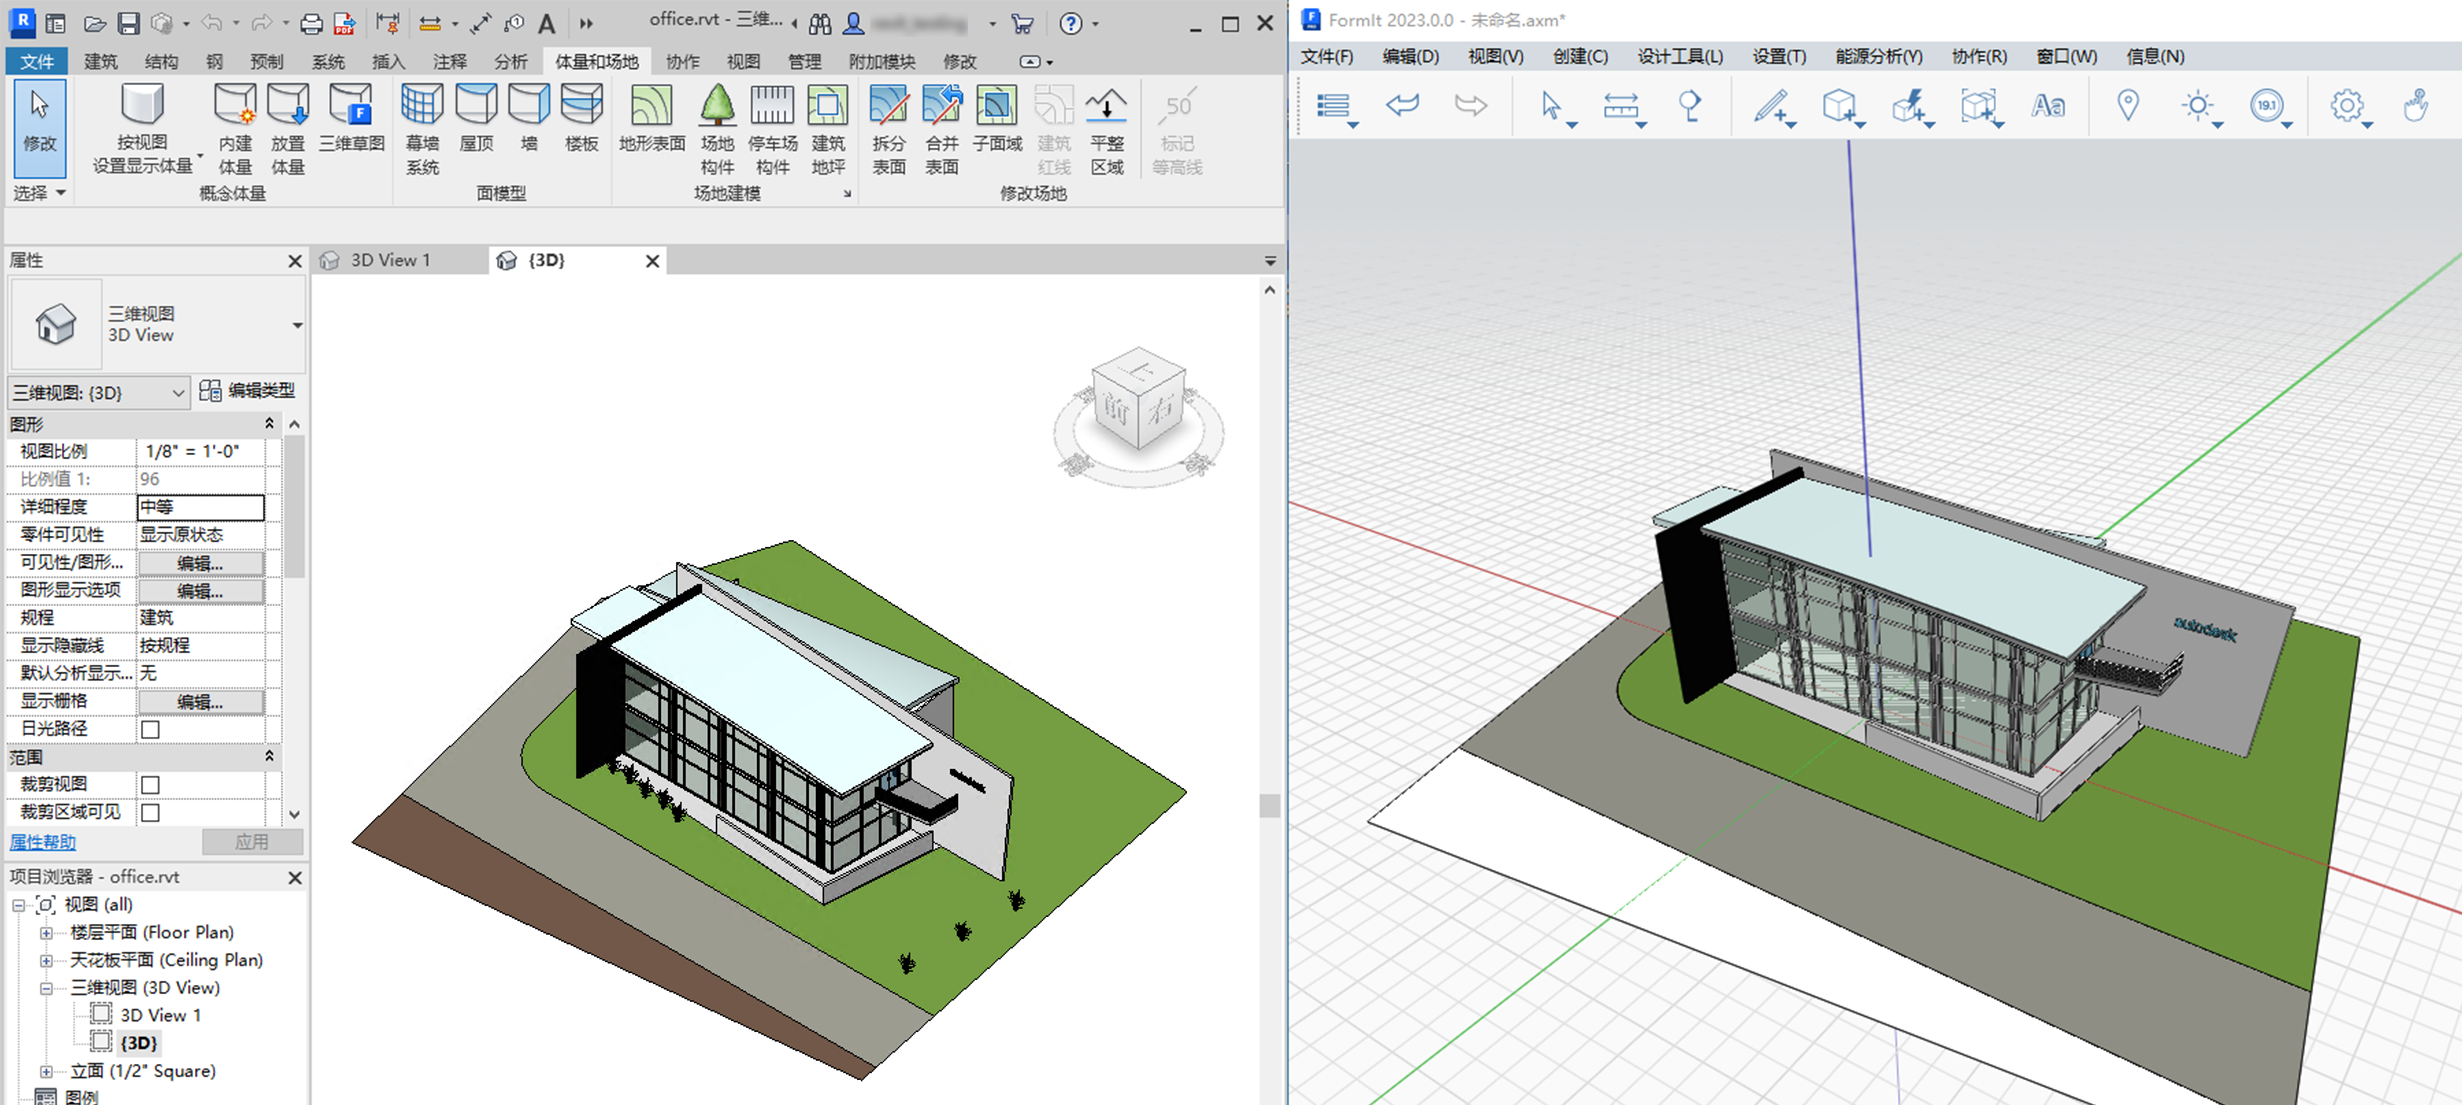 office.rvt - 三维...
文件 建筑 结构 钢 预制 系统 插入 注释 分析 体量和场地 协作 视图 管理 附加模块 修改
修改
按视图
设置显示体量
内建
体量
放置
体量
三维草图
幕墙
系统
屋顶
墙
楼板
地形表面
场地
构件
停车场
构件
建筑
地坪
拆分
表面
合并
表面
子面域
建筑
红线
平整
区域
50
标记
等高线
选择 概念体量 面模型 场地建模 修改场地
属性
3D View 1
{3D}
三维视图
3D View
三维视图: {3D}
编辑类型
图形
视图比例 1/8" = 1'-0"
比例值 1: 96
详细程度 中等
零件可见性 显示原状态
可见性/图形... 编辑...
图形显示选项 编辑...
规程 建筑
显示隐藏线 按规程
默认分析显示... 无
显示栅格 编辑...
日光路径
范围
裁剪视图
裁剪区域可见
属性帮助 应用
项目浏览器 - office.rvt
视图 (all)
楼层平面 (Floor Plan)
天花板平面 (Ceiling Plan)
三维视图 (3D View)
3D View 1
{3D}
立面 (1/2" Square)
图例
上
前 右
autodesk
FormIt 2023.0.0 - 未命名.axm*
文件(F) 编辑(D) 视图(V) 创建(C) 设计工具(L) 设置(T) 能源分析(Y) 协作(R) 窗口(W) 信息(N)
Aa
19.1
autodesk